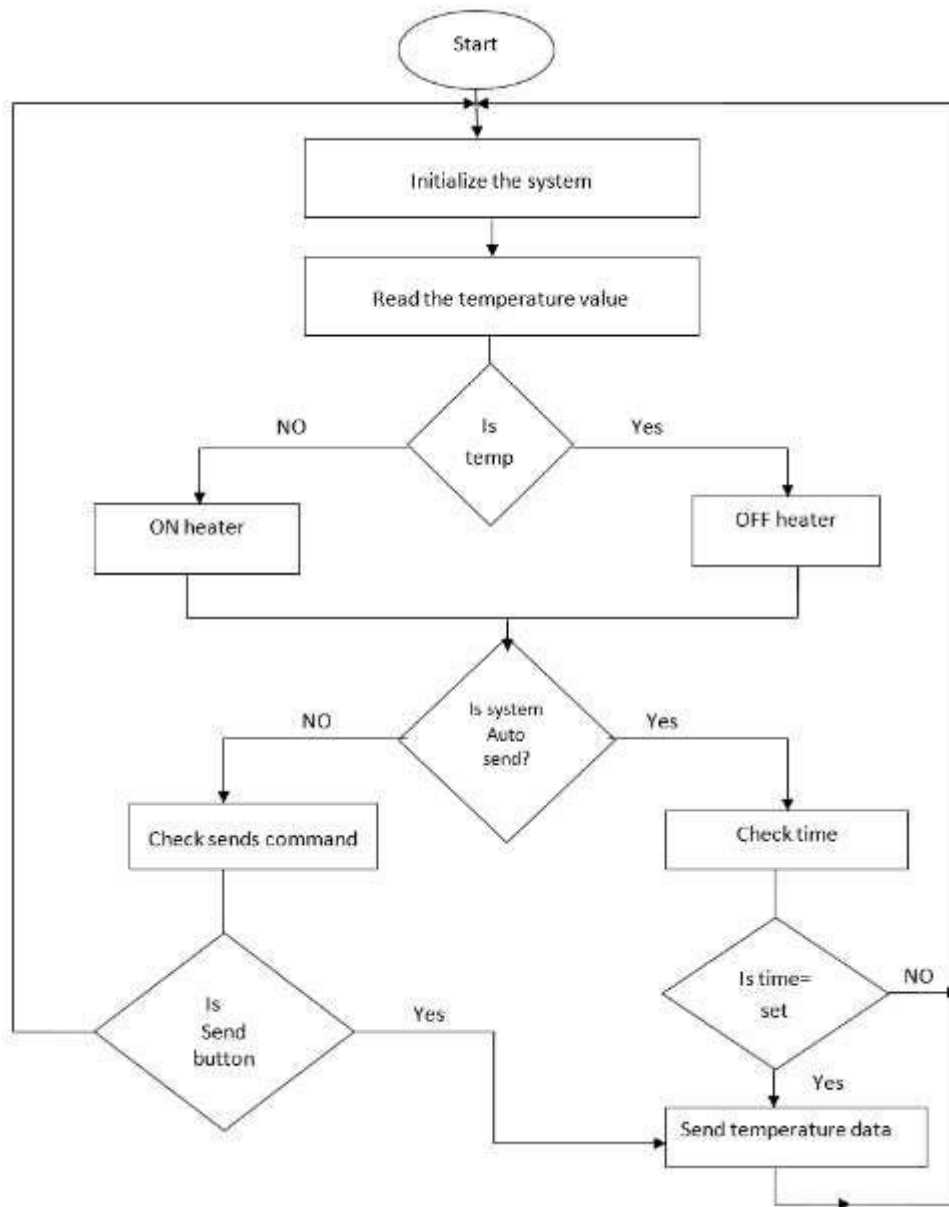 Start
Initialize the system
Read the temperature value
NO
Is
temp
Yes
ON heater
OFF heater
NO
Is system
Auto
send?
Yes
Check sends command
Check time
Is
Send
button
Yes
Is time=
set
NO
Yes
Send temperature data